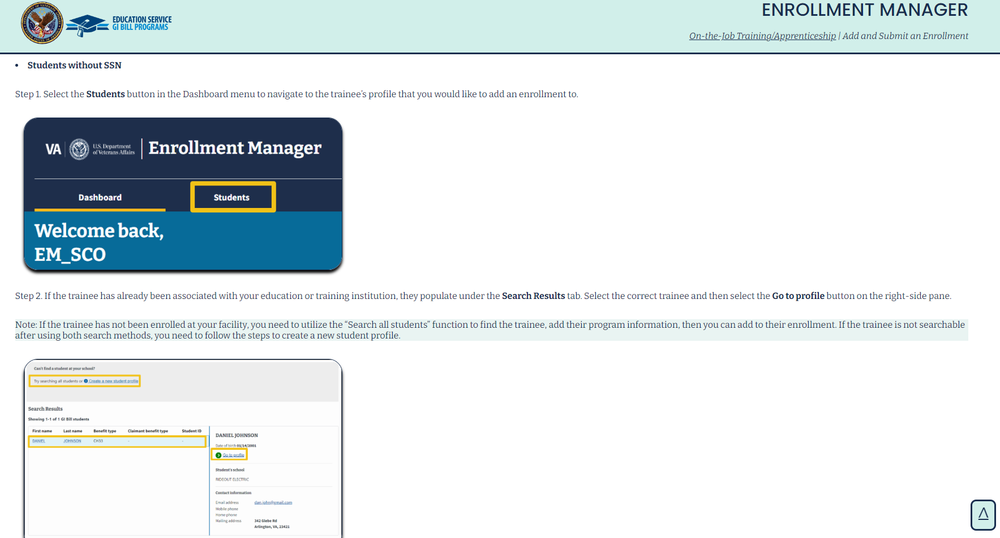 EDUCATION SERVICE
GI BILL PROGRAMS
ENROLLMENT MANAGER
On-the-Job Training/Apprenticeship | Add and Submit an Enrollment
• Students without SSN
Step 1. Select the Students button in the Dashboard menu to navigate to the trainee's profile that you would like to add an enrollment to.
VA U.S. Department of Veterans Affairs Enrollment Manager
Dashboard Students
Welcome back,
EM_SCO
Step 2. If the trainee has already been associated with your education or training institution, they populate under the Search Results tab. Select the correct trainee and then select the Go to profile button on the right-side pane.
Note: If the trainee has not been enrolled at your facility, you need to utilize the “Search all students” function to find the trainee, add their program information, then you can add to their enrollment. If the trainee is not searchable
after using both search methods, you need to follow the steps to create a new student profile.
Can't find a student at your school?
Try searching all students or Create a new student profile
Search Results
Showing 1-1 of 1 GI Bill students
First name Last name Benefit type Claimant benefit type Student ID
DANIEL JOHNSON CH33 - -
DANIEL JOHNSON
Date of birth 01/14/2001
Go to profile
Student's school
RIDEOUT ELECTRIC
Contact information
Email address dan.john@gmail.com
Mobile phone
Home phone
Mailing address 342 Glebe Rd
Arlington, VA, 23421